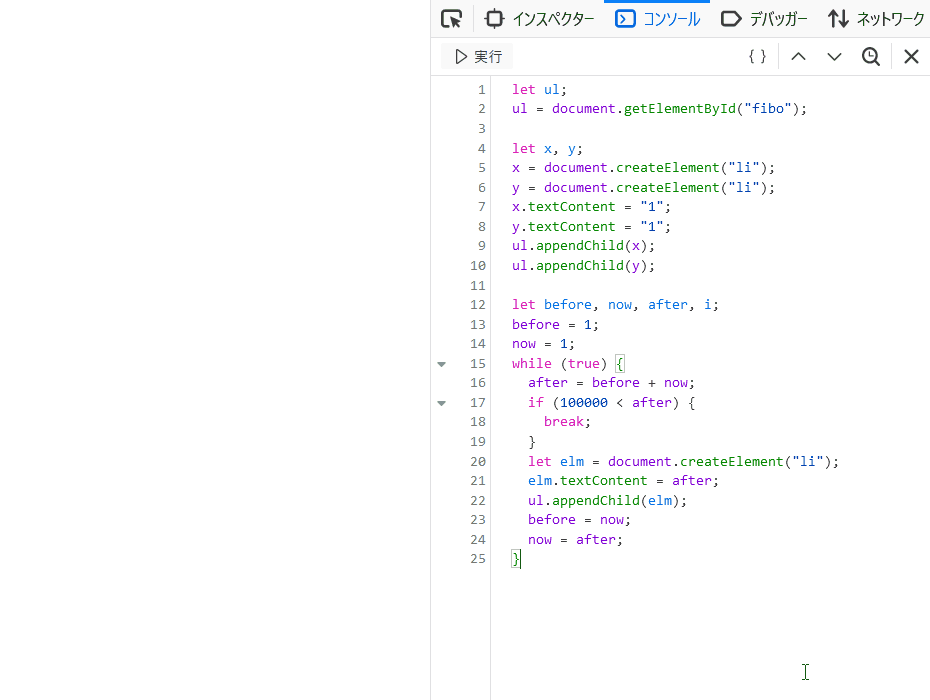 インスペクター コンソール デバッガー ネットワーク
実行 { }
1 let ul;
2 ul = document.getElementById("fibo");
3
4 let x, y;
5 x = document.createElement("li");
6 y = document.createElement("li");
7 x.textContent = "1";
8 y.textContent = "1";
9 ul.appendChild(x);
10 ul.appendChild(y);
11
12 let before, now, after, i;
13 before = 1;
14 now = 1;
15 while (true) {
16   after = before + now;
17   if (100000 < after) {
18     break;
19   }
20   let elm = document.createElement("li");
21   elm.textContent = after;
22   ul.appendChild(elm);
23   before = now;
24   now = after;
25 }